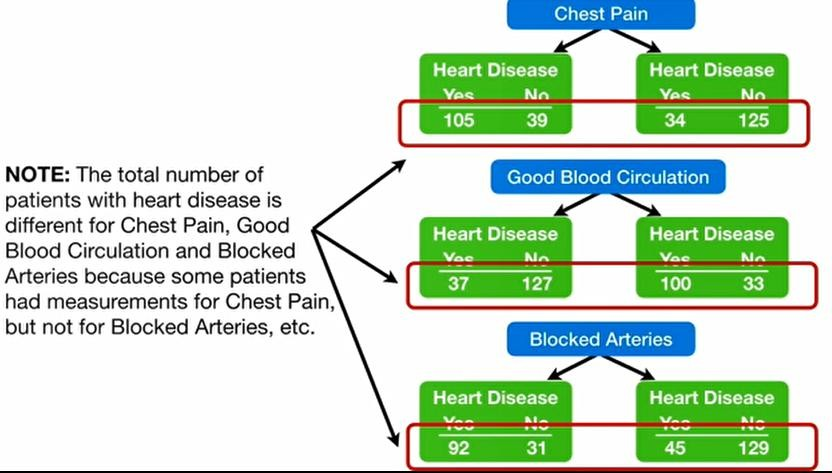 Chest Pain
Heart Disease Heart Disease
Yes No Yes No
105 39 34 125
NOTE: The total number of
patients with heart disease is
different for Chest Pain, Good
Blood Circulation and Blocked
Arteries because some patients
had measurements for Chest Pain,
but not for Blocked Arteries, etc.
Good Blood Circulation
Heart Disease Heart Disease
Yes No Yes No
37 127 100 33
Blocked Arteries
Heart Disease Heart Disease
Yes No Yes No
92 31 45 129